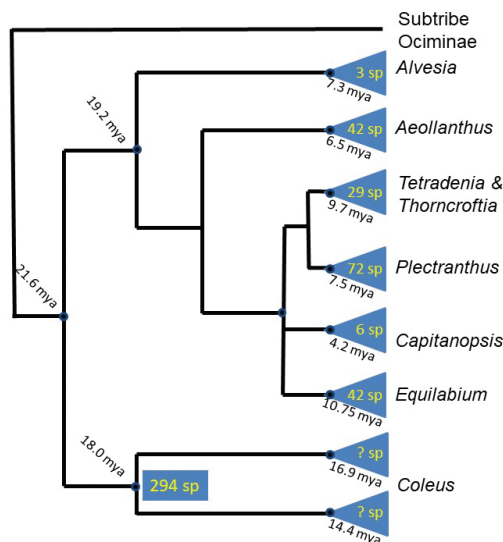 Subtribe
Ociminae
3 sp
Alvesia
7.3 mya
19.2 mya
42 sp
Aeollanthus
6.5 mya
29 sp
Tetradenia &
Thorncroftia
9.7 mya
72 sp
Plectranthus
7.5 mya
21.6 mya
6 sp
Capitanopsis
4.2 mya
42 sp
Equilabium
10.75 mya
18.0 mya
? sp
16.9 mya
294 sp
Coleus
? sp
14.4 mya